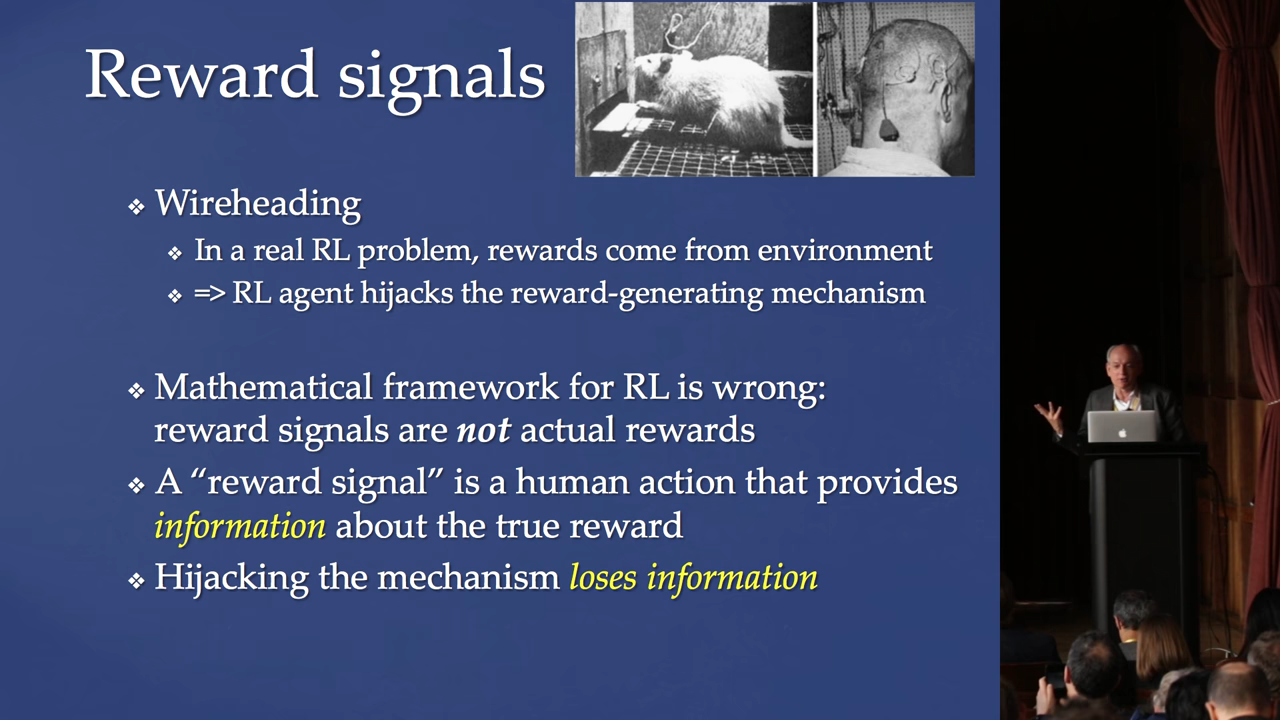 Reward signals
❖ Wireheading
❖ In a real RL problem, rewards come from environment
❖ => RL agent hijacks the reward-generating mechanism
❖ Mathematical framework for RL is wrong:
reward signals are not actual rewards
❖ A “reward signal” is a human action that provides
information about the true reward
❖ Hijacking the mechanism loses information